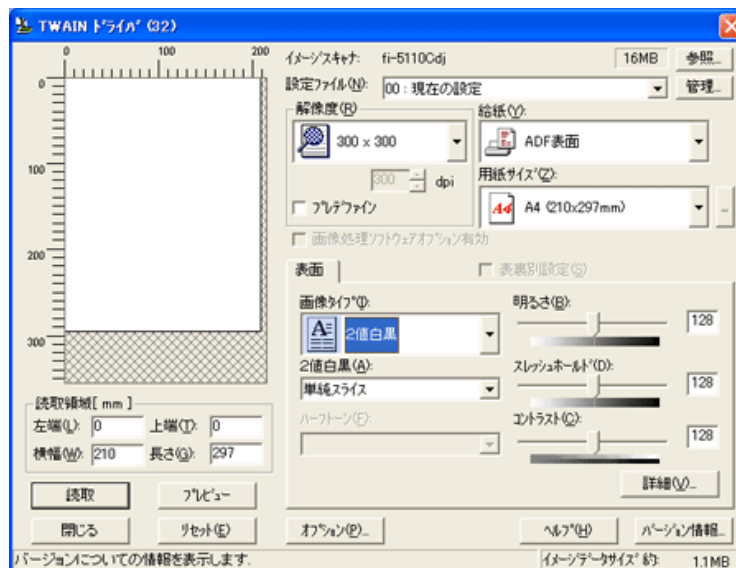 TWAIN ﾄﾞﾗｲﾊﾞ (32)
0 100 200
0
100
200
300
ｲﾒｰｼﾞｽｷｬﾅ: fi-5110Cdj 16MB 参照...
設定ﾌｧｲﾙ(N): 00 : 現在の設定 管理...
解像度(R)
300 x 300
300 dpi
ﾌﾟﾚﾃﾞﾌｧｲﾝ
給紙(Y):
ADF表面
用紙ｻｲｽﾞ(Z):
A4 (210x297mm) ...
画像処理ｿﾌﾄｳｪｱｵﾌﾟｼｮﾝ有効
表面
表裏別設定(S)
画像ﾀｲﾌﾟ(I):
2値白黒
2値白黒(A):
単純ｽﾗｲｽ
ﾊｰﾌﾄｰﾝ(F):
明るさ(B):
128
ｽﾚｯｼｭﾎｰﾙﾄﾞ(D):
128
ｺﾝﾄﾗｽﾄ(C):
128
詳細(V)...
読取領域[ mm ]
左端(L): 0 上端(T): 0
横幅(W): 210 長さ(G): 297
読取 ﾌﾟﾚﾋﾞｭｰ
閉じる ﾘｾｯﾄ(E)
ｵﾌﾟｼｮﾝ(P)... ﾍﾙﾌﾟ(H) ﾊﾞｰｼﾞｮﾝ情報...
バージョンについての情報を表示します. ｲﾒｰｼﾞﾃﾞｰﾀｻｲｽﾞ 約: 1.1MB